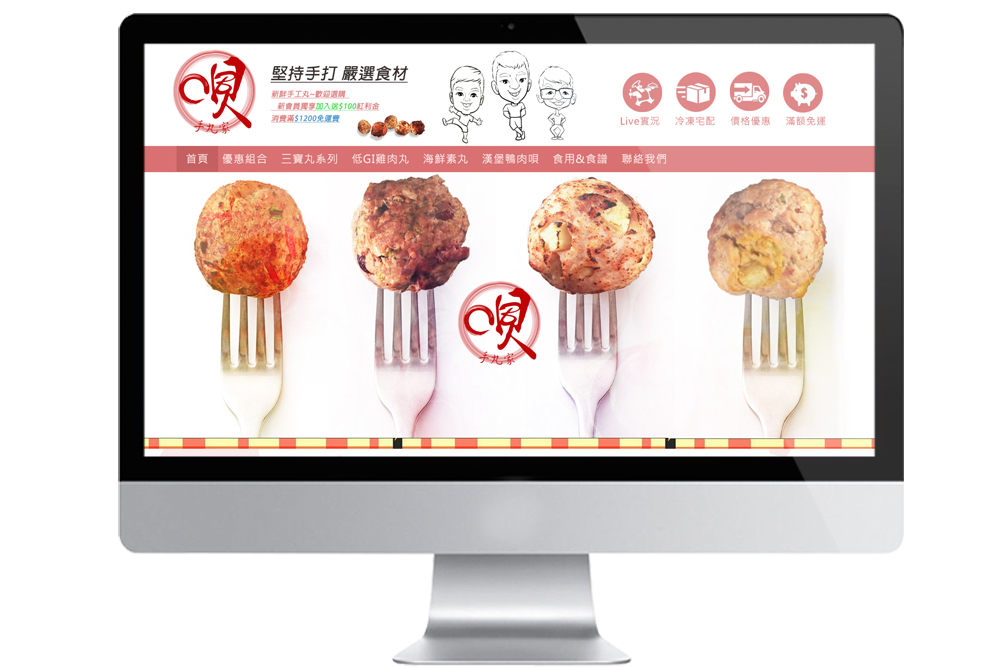 唄
手丸家
堅持手打 嚴選食材
新鮮手工丸~歡迎選購
新會員獨享加入送$100紅利金
消費滿$1200免運費
Live實況
冷凍宅配
價格優惠
滿額免運
首頁 優惠組合 三寶丸系列 低GI雞肉丸 海鮮素丸 漢堡鴨肉唄 食用&食譜 聯絡我們
唄
手丸家